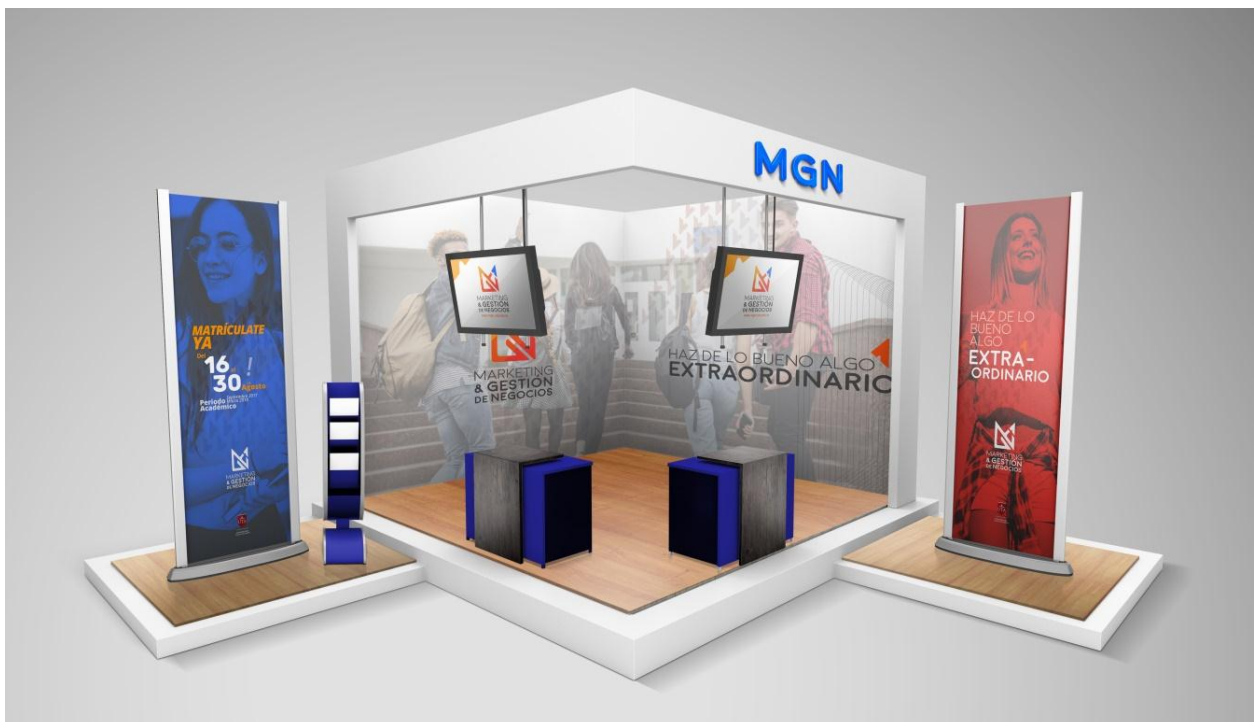 MGN
MATRÍCULATE
YA
Del
16
al
30
!
Agosto
Periodo
Académico
MARKETING
& GESTIÓN
DE NEGOCIOS
MARKETING
& GESTIÓN
DE NEGOCIOS
MARKETING
& GESTIÓN
DE NEGOCIOS
MARKETING
& GESTIÓN
DE NEGOCIOS
HAZ DE LO BUENO ALGO
EXTRAORDINARIO
HAZ DE LO
BUENO
ALGO
EXTRA-
ORDINARIO
MARKETING
& GESTIÓN
DE NEGOCIOS